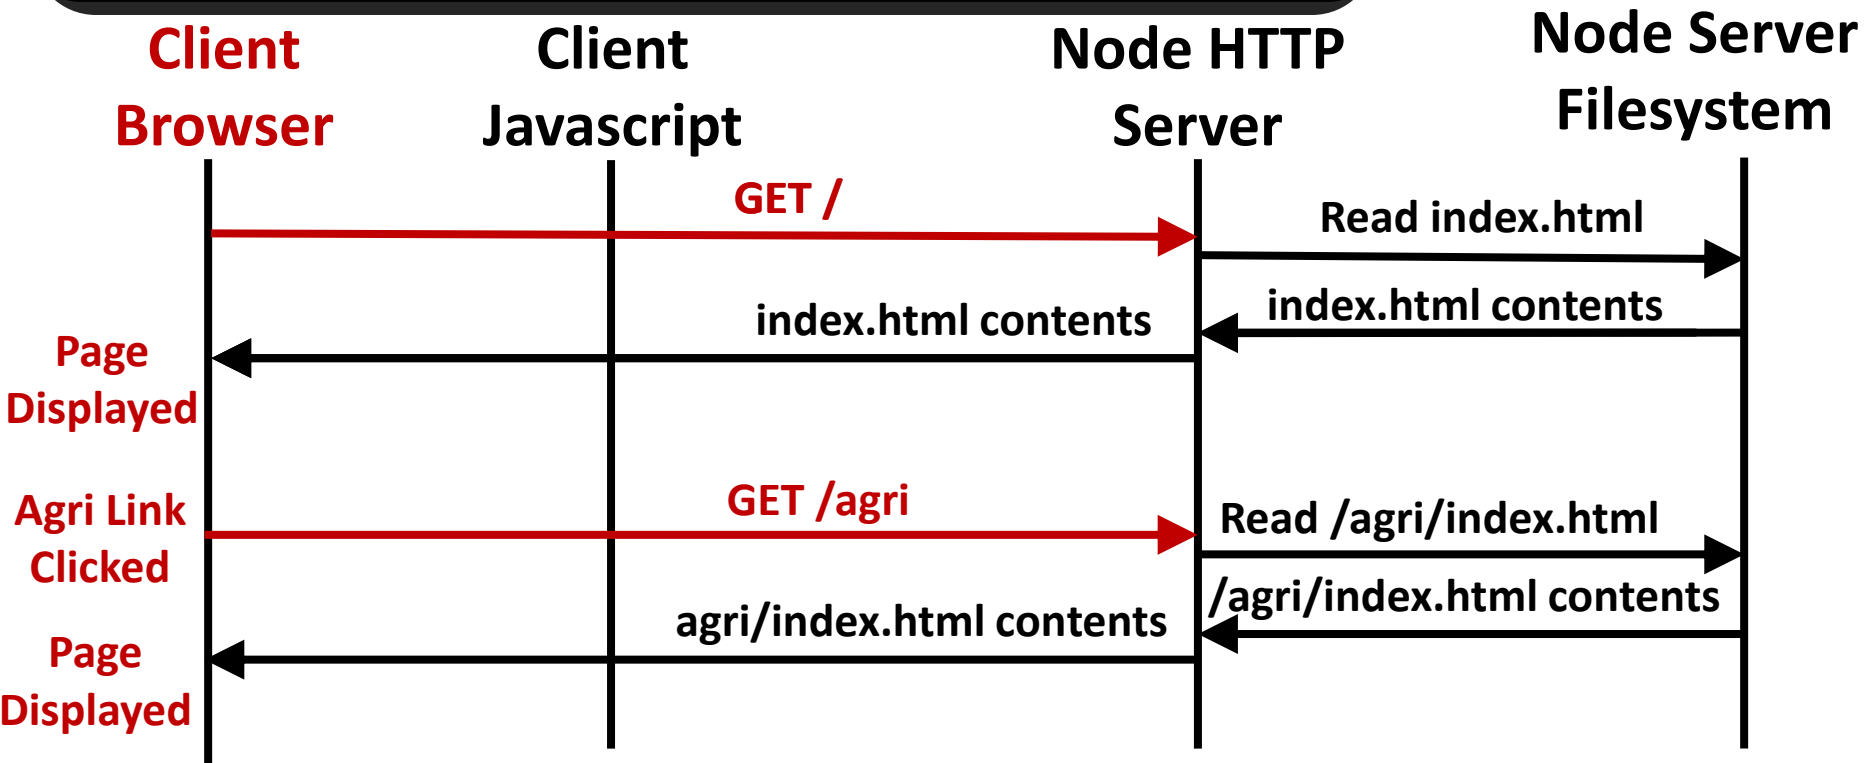 Client
Browser
Client
Javascript
Node HTTP
Server
Node Server
Filesystem
GET /
Read index.html
index.html contents
index.html contents
Page
Displayed
Agri Link
Clicked
GET /agri
Read /agri/index.html
/agri/index.html contents
agri/index.html contents
Page
Displayed